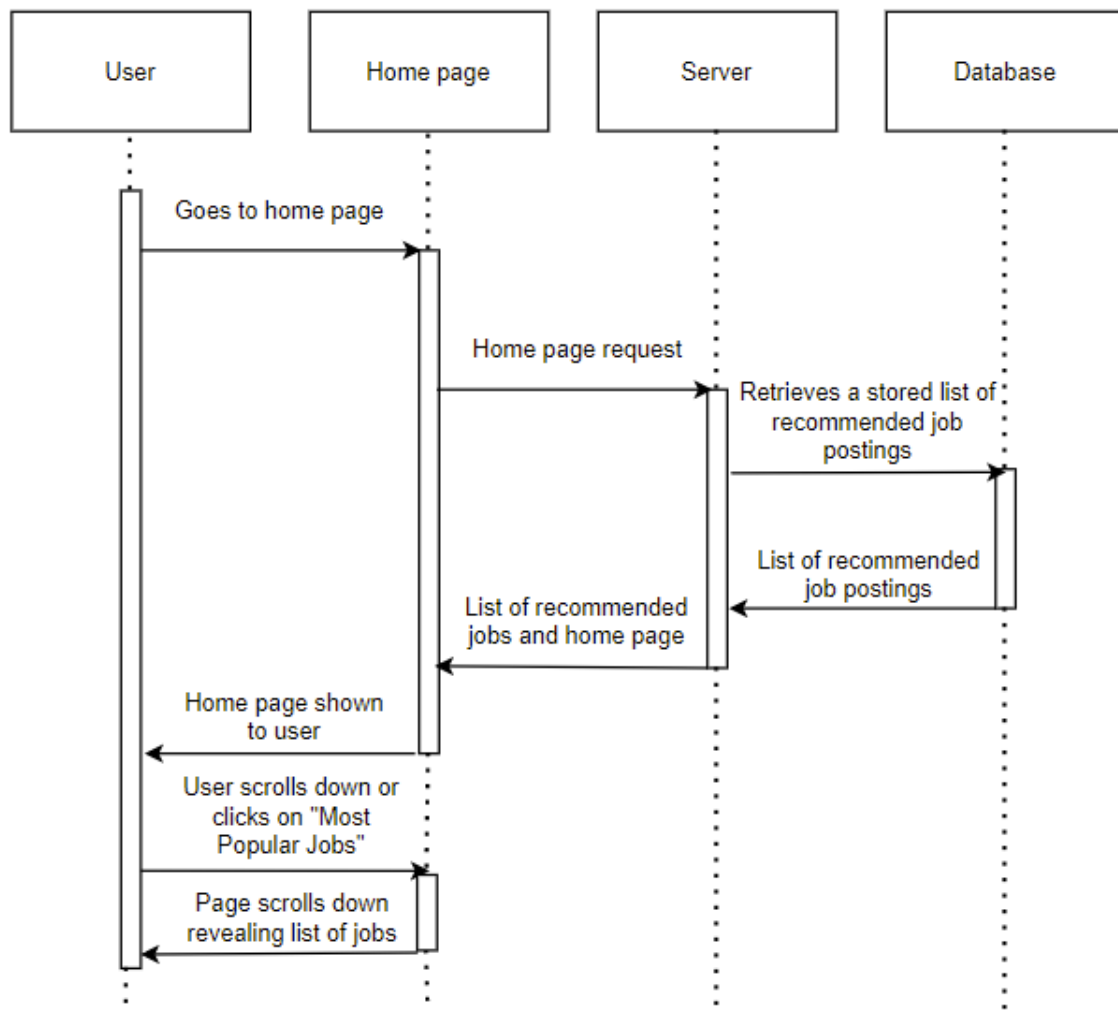 User
Home page
Server
Database
Goes to home page
Home page request
Retrieves a stored list of
recommended job
postings
List of recommended
job postings
List of recommended
jobs and home page
Home page shown
to user
User scrolls down or
clicks on "Most
Popular Jobs"
Page scrolls down
revealing list of jobs